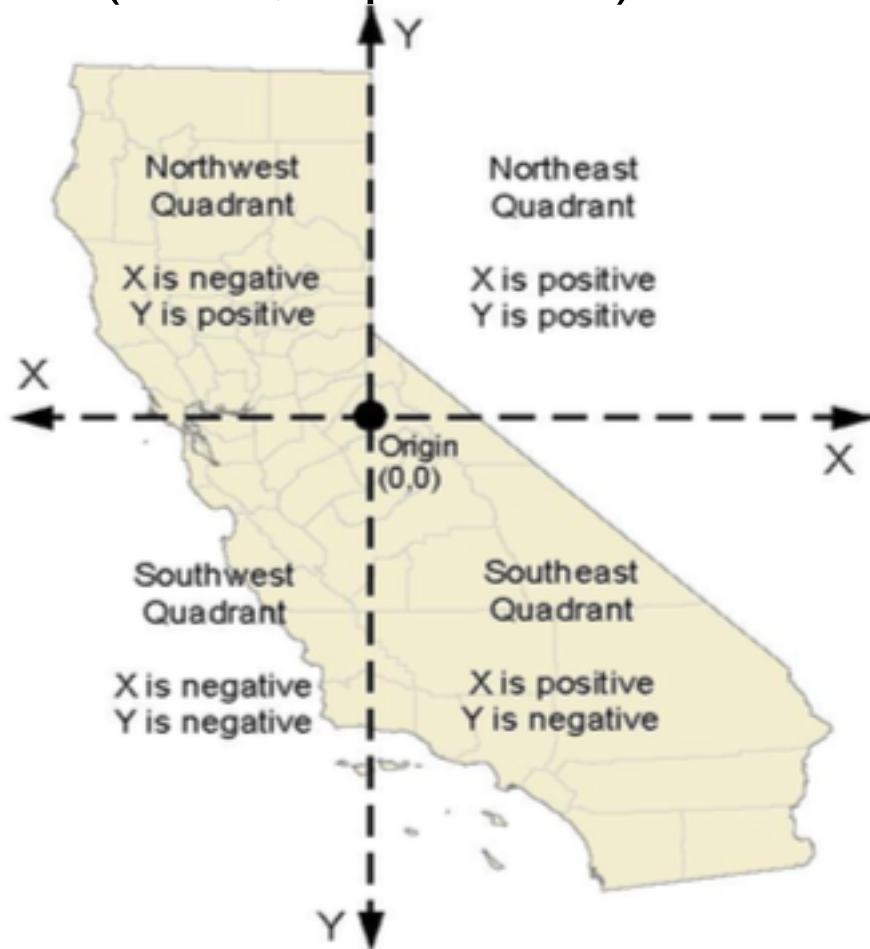 Y
Northwest
Quadrant
X is negative
Y is positive
Northeast
Quadrant
X is positive
Y is positive
X
X
Origin
(0,0)
Southwest
Quadrant
X is negative
Y is negative
Southeast
Quadrant
X is positive
Y is negative
Y